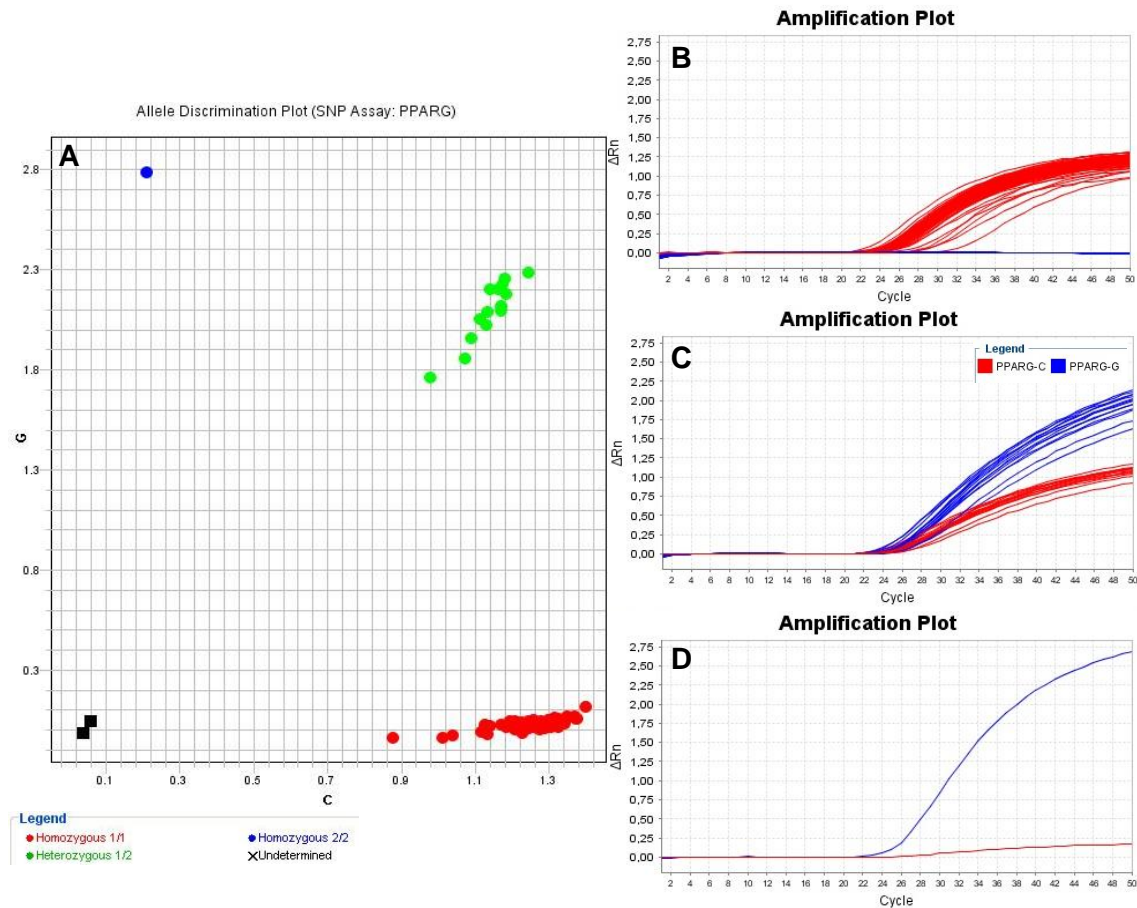 Allele Discrimination Plot (SNP Assay: PPARG)
A
2.8
2.3
1.8
1.3
0.8
0.3
G
0.1 0.3 0.5 0.7 0.9 1.1 1.3
C
Legend
Homozygous 1/1 Homozygous 2/2
Heterozygous 1/2 Undetermined
Amplification Plot
B
2,75
2,50
2,25
2,00
1,75
1,50
1,25
1,00
0,75
0,50
0,25
0,00
ΔRn
2 4 6 8 10 12 14 16 18 20 22 24 26 28 30 32 34 36 38 40 42 44 46 48 50
Cycle
Amplification Plot
C
Legend
PPARG-C PPARG-G
2,75
2,50
2,25
2,00
1,75
1,50
1,25
1,00
0,75
0,50
0,25
0,00
ΔRn
2 4 6 8 10 12 14 16 18 20 22 24 26 28 30 32 34 36 38 40 42 44 46 48 50
Cycle
Amplification Plot
D
2,75
2,50
2,25
2,00
1,75
1,50
1,25
1,00
0,75
0,50
0,25
0,00
ΔRn
2 4 6 8 10 12 14 16 18 20 22 24 26 28 30 32 34 36 38 40 42 44 46 48 50
Cycle